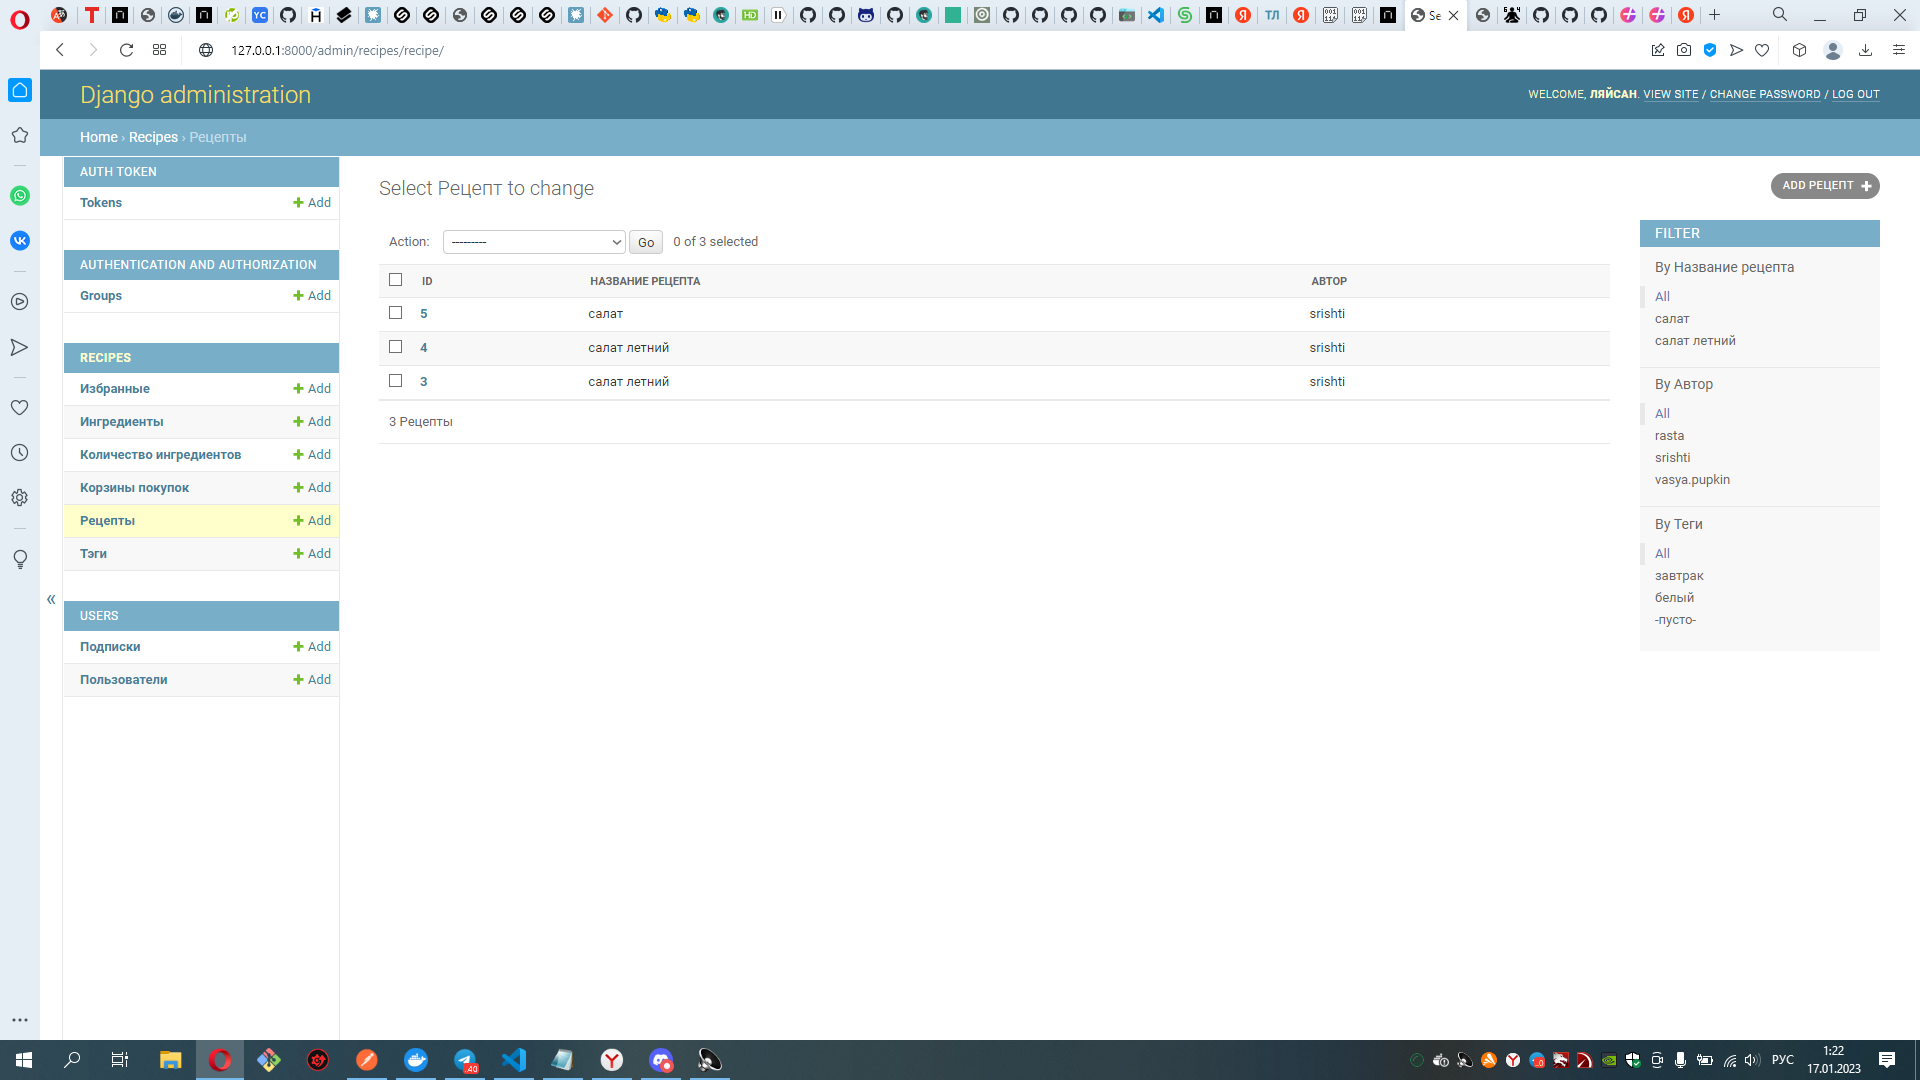 Se
127.0.0.1:8000/admin/recipes/recipe/
Django administration
WELCOME, ЛЯЙСАН. VIEW SITE / CHANGE PASSWORD / LOG OUT
Home › Recipes › Рецепты
AUTH TOKEN
Tokens Add
AUTHENTICATION AND AUTHORIZATION
Groups Add
RECIPES
Избранные Add
Ингредиенты Add
Количество ингредиентов Add
Корзины покупок Add
Рецепты Add
Тэги Add
USERS
Подписки Add
Пользователи Add
«
Select Рецепт to change
ADD РЕЦЕПТ
Action: --------- Go 0 of 3 selected
ID НАЗВАНИЕ РЕЦЕПТА АВТОР
5 салат srishti
4 салат летний srishti
3 салат летний srishti
3 Рецепты
FILTER
By Название рецепта
All
салат
салат летний
By Автор
All
rasta
srishti
vasya.pupkin
By Теги
All
завтрак
белый
-пусто-
РУС
1:22
17.01.2023